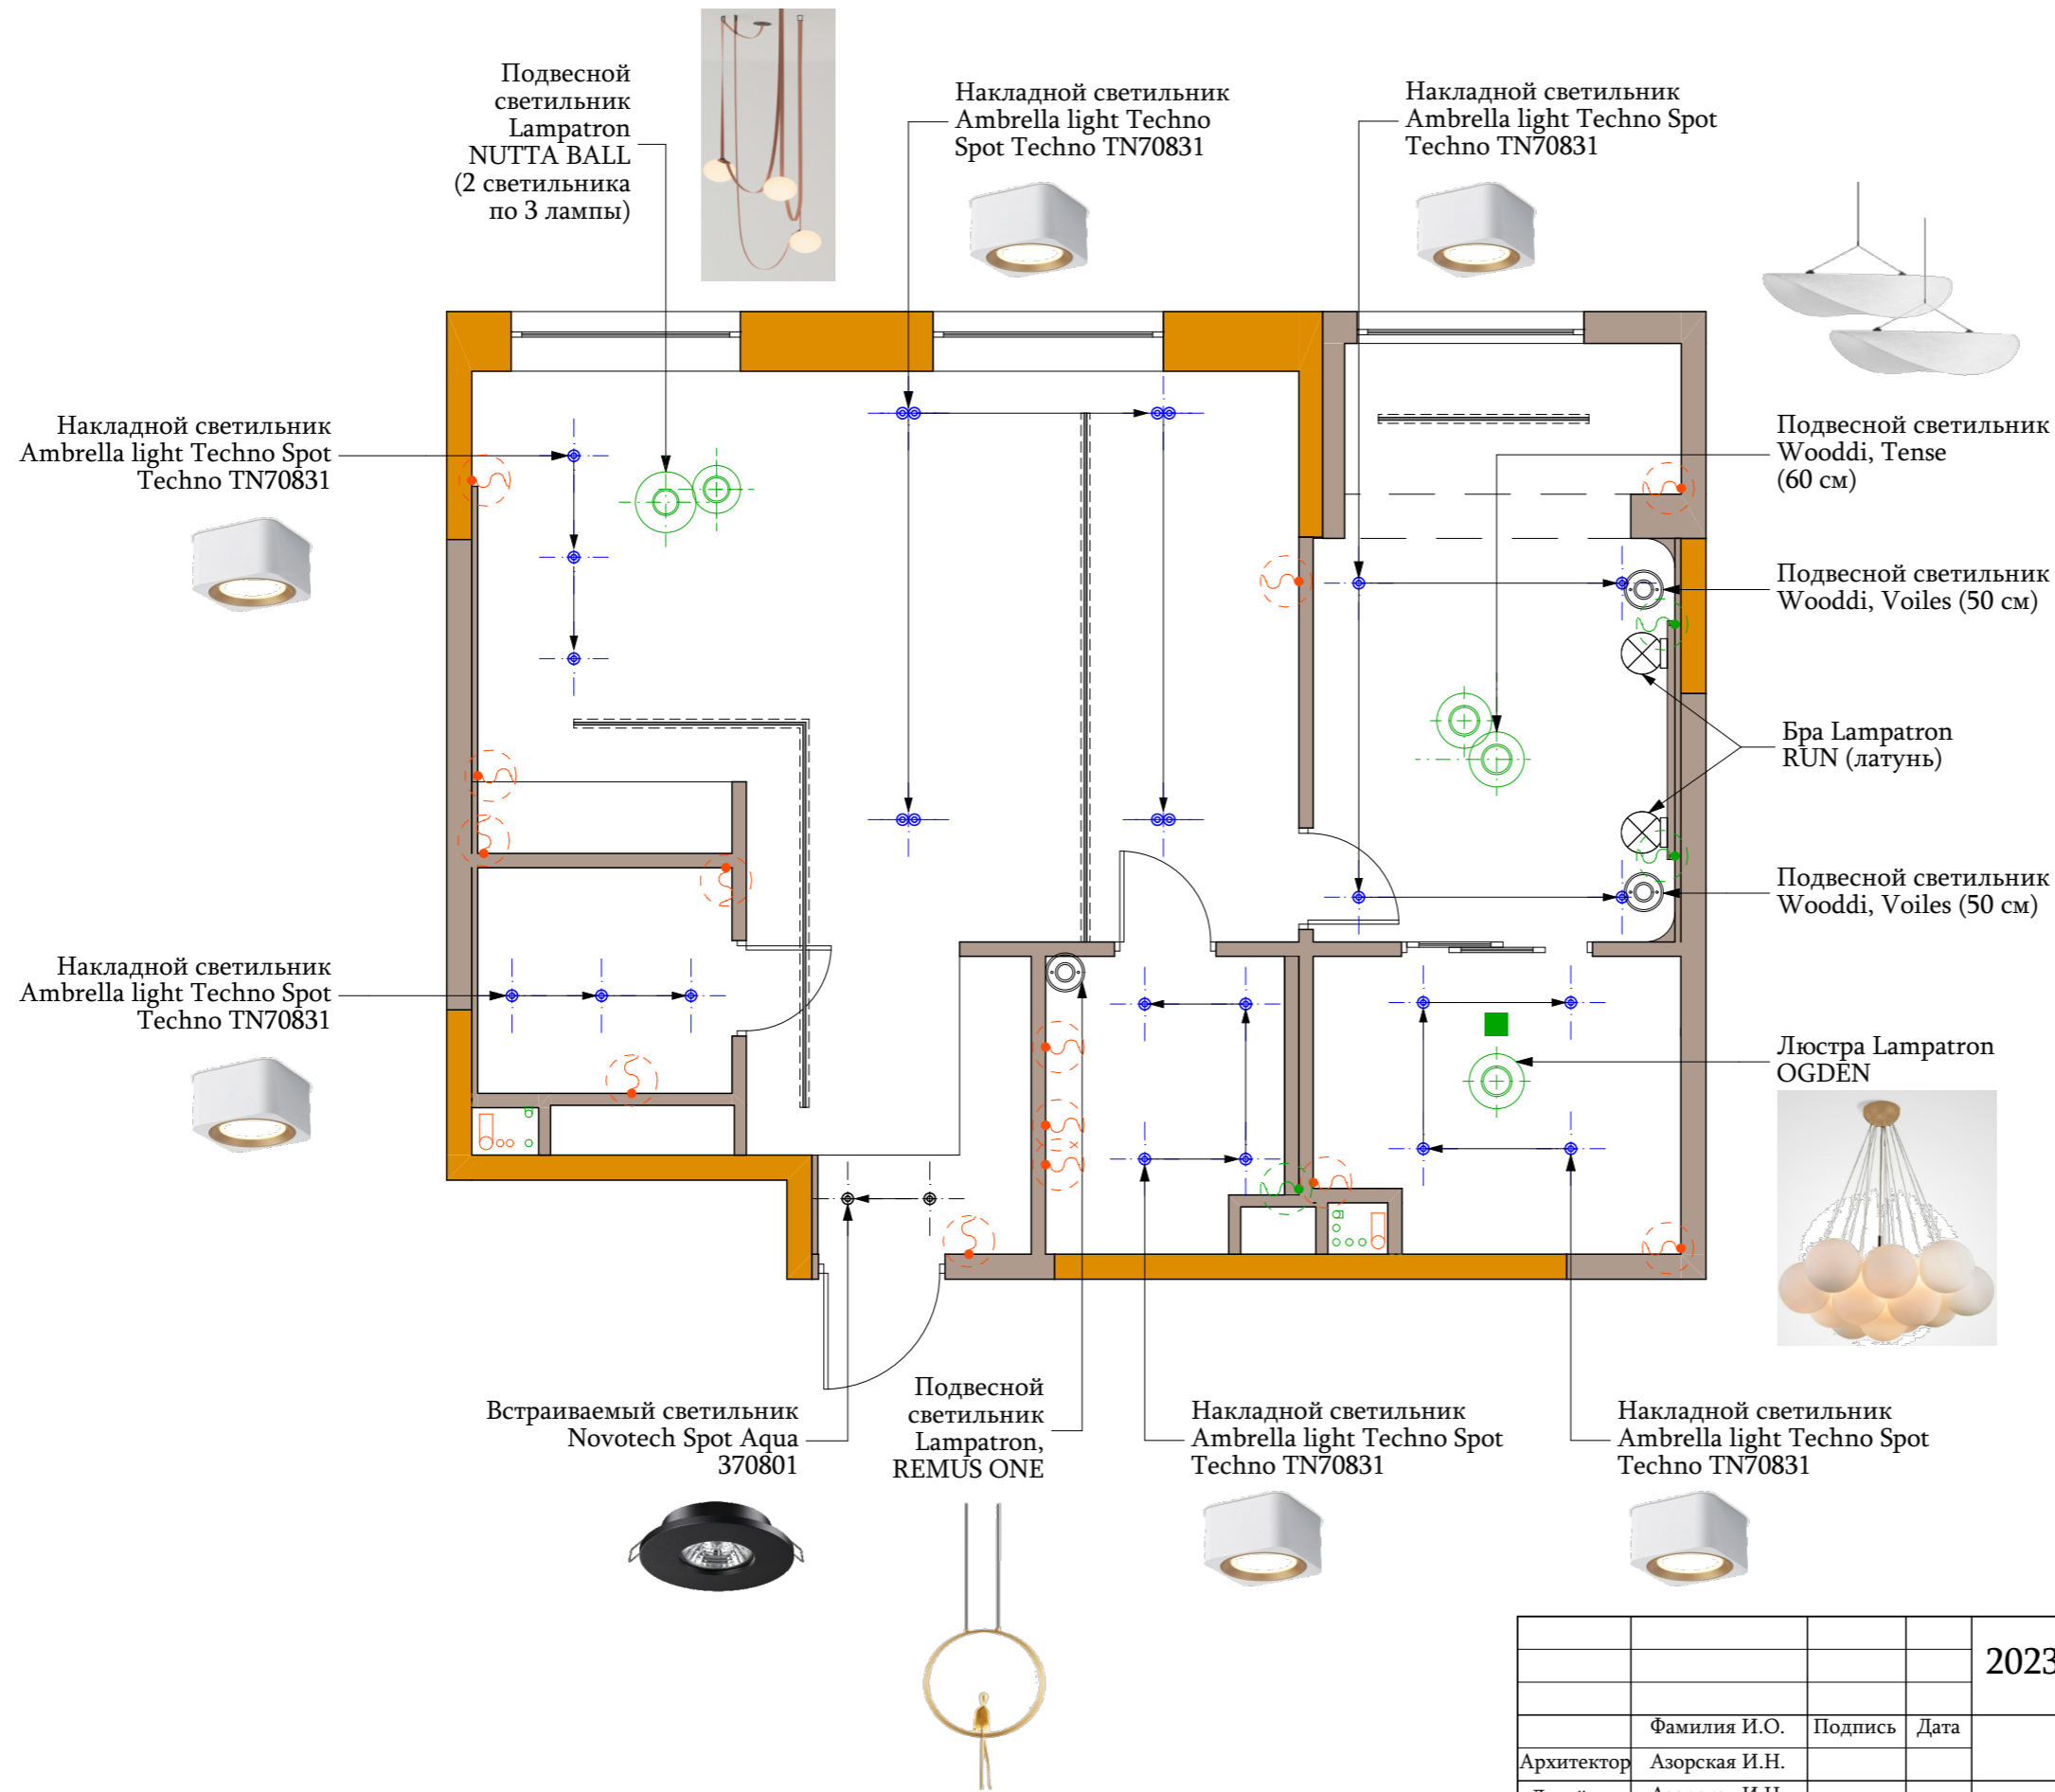 Подвесной
светильник
Lampatron
NUTTA BALL
(2 светильника
по 3 лампы)
Накладной светильник
Ambrella light Techno
Spot Techno TN70831
Накладной светильник
Ambrella light Techno Spot
Techno TN70831
Накладной светильник
Ambrella light Techno Spot
Techno TN70831
Подвесной светильник
Wooddi, Tense
(60 см)
Подвесной светильник
Wooddi, Voiles (50 см)
Бра Lampatron
RUN (латунь)
Подвесной светильник
Wooddi, Voiles (50 см)
Накладной светильник
Ambrella light Techno Spot
Techno TN70831
Люстра Lampatron
OGDEN
Встраиваемый светильник
Novotech Spot Aqua
370801
Подвесной
светильник
Lampatron,
REMUS ONE
Накладной светильник
Ambrella light Techno Spot
Techno TN70831
Накладной светильник
Ambrella light Techno Spot
Techno TN70831
2023
Фамилия И.О. Подпись Дата
Архитектор Азорская И.Н.